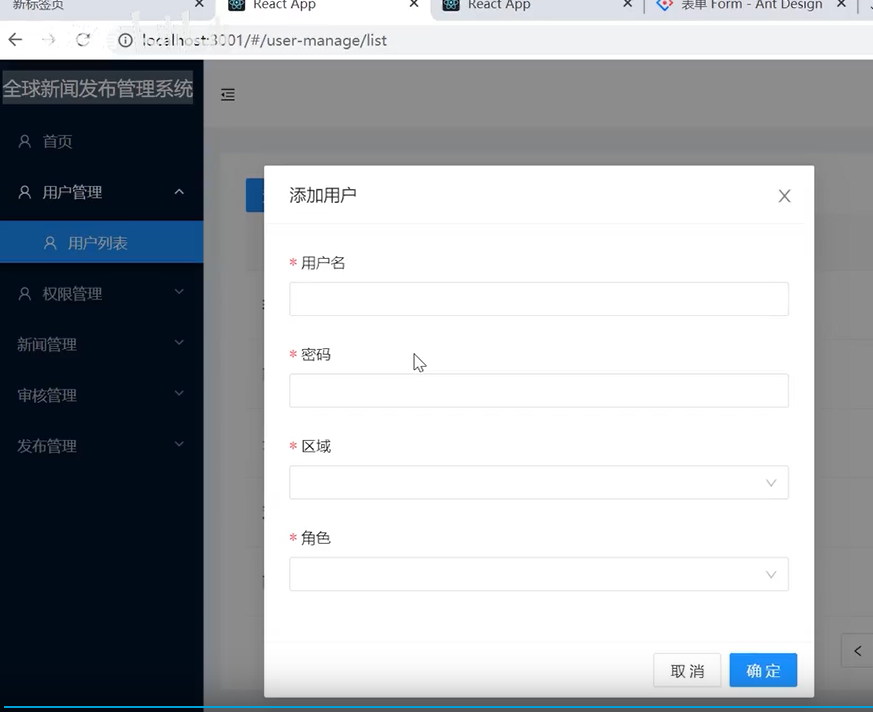 新标签页
React App
React App
表单 Form - Ant Design
localhost:3001/#/user-manage/list
全球新闻发布管理系统
首页
用户管理
用户列表
权限管理
新闻管理
审核管理
发布管理
添加用户
* 用户名
* 密码
* 区域
* 角色
取 消
确 定